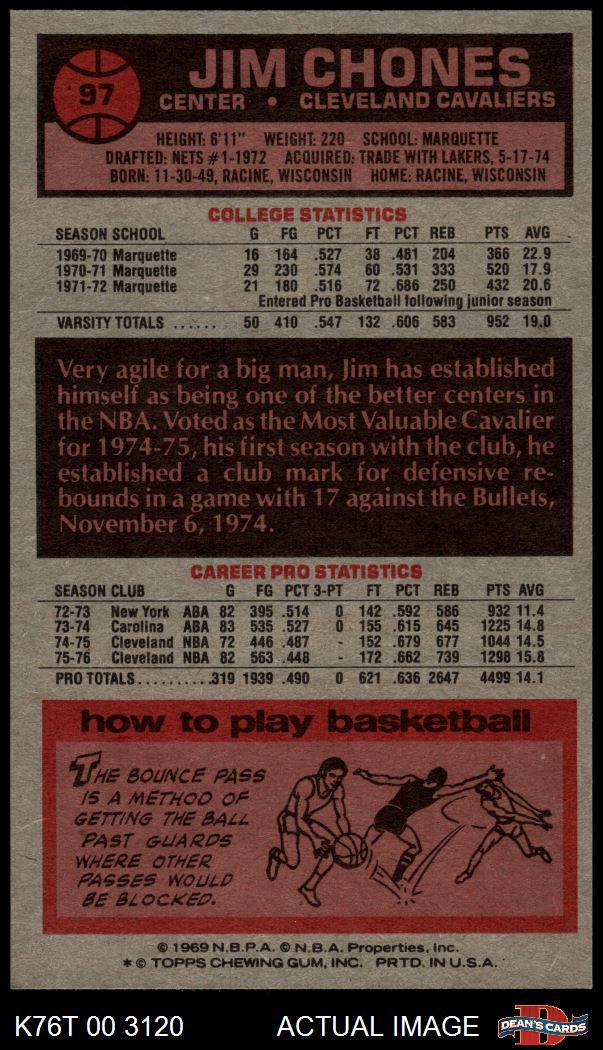 97
JIM CHONES
CENTER • CLEVELAND CAVALIERS
HEIGHT: 6'11" WEIGHT: 220 SCHOOL: MARQUETTE
DRAFTED: NETS #1-1972 ACQUIRED: TRADE WITH LAKERS, 5-17-74
BORN: 11-30-49, RACINE, WISCONSIN HOME: RACINE, WISCONSIN
COLLEGE STATISTICS
SEASON SCHOOL G FG PCT FT PCT REB PTS AVG
1969-70 Marquette 16 164 .527 38 .481 204 366 22.9
1970-71 Marquette 29 230 .574 60 .531 333 520 17.9
1971-72 Marquette 21 180 .516 72 .686 250 432 20.6
Entered Pro Basketball following junior season
VARSITY TOTALS ...... 50 410 .547 132 .606 583 952 19.0
Very agile for a big man, Jim has established
himself as being one of the better centers in
the NBA. Voted as the Most Valuable Cavalier
for 1974-75, his first season with the club, he
established a club mark for defensive re-
bounds in a game with 17 against the Bullets,
November 6, 1974.
CAREER PRO STATISTICS
SEASON CLUB G FG PCT 3-PT FT PCT REB PTS AVG
72-73 New York ABA 82 395 .514 0 142 .592 586 932 11.4
73-74 Carolina ABA 83 535 .527 0 155 .615 645 1225 14.8
74-75 Cleveland NBA 72 446 .487 - 152 .679 677 1044 14.5
75-76 Cleveland NBA 82 563 .448 - 172 .662 739 1298 15.8
PRO TOTALS.......... 319 1939 .490 0 621 .636 2647 4499 14.1
how to play basketball
THE BOUNCE PASS
IS A METHOD OF
GETTING THE BALL
PAST GUARDS
WHERE OTHER
PASSES WOULD
BE BLOCKED.
© 1969 N.B.P.A. © N.B.A. Properties, Inc.
* © TOPPS CHEWING GUM, INC. PRTD. IN U.S.A.
K76T 00 3120 ACTUAL IMAGE
D
DEAN'S CARDS